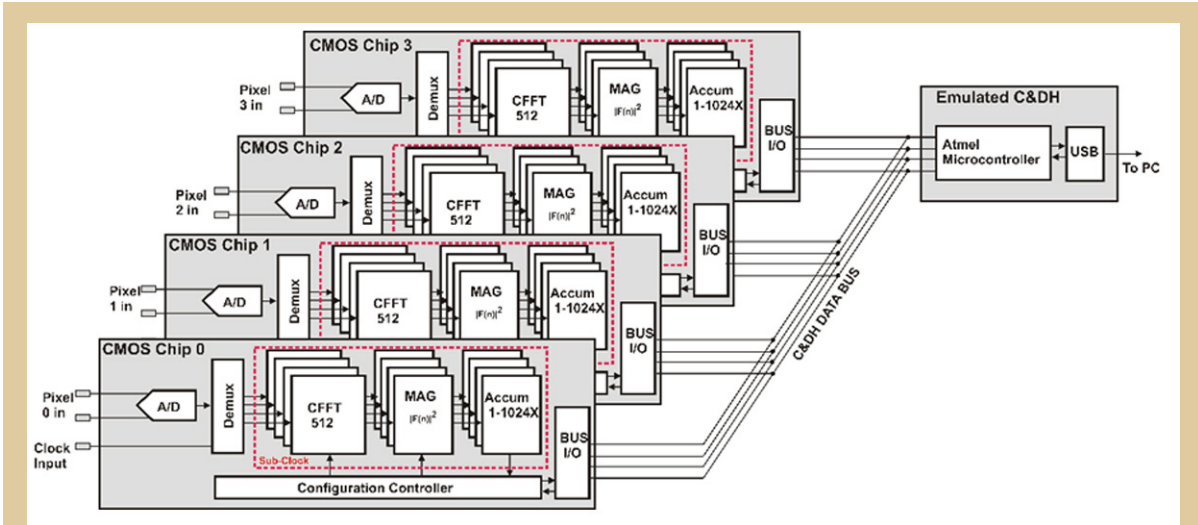 CMOS Chip 3
Pixel
3 in
A/D
Demux
CFFT
512
MAG
|F(n)|²
Accum
1-1024X
BUS
I/O
Emulated C&DH
Atmel
Microcontroller
USB
To PC
CMOS Chip 2
Pixel
2 in
A/D
Demux
CFFT
512
MAG
|F(n)|²
Accum
1-1024X
BUS
I/O
CMOS Chip 1
Pixel
1 in
A/D
Demux
CFFT
512
MAG
|F(n)|²
Accum
1-1024X
BUS
I/O
C&DH DATA BUS
CMOS Chip 0
Pixel
0 in
Clock
Input
A/D
Demux
CFFT
512
MAG
|F(n)|²
Accum
1-1024X
Sub-Clock
Configuration Controller
BUS
I/O